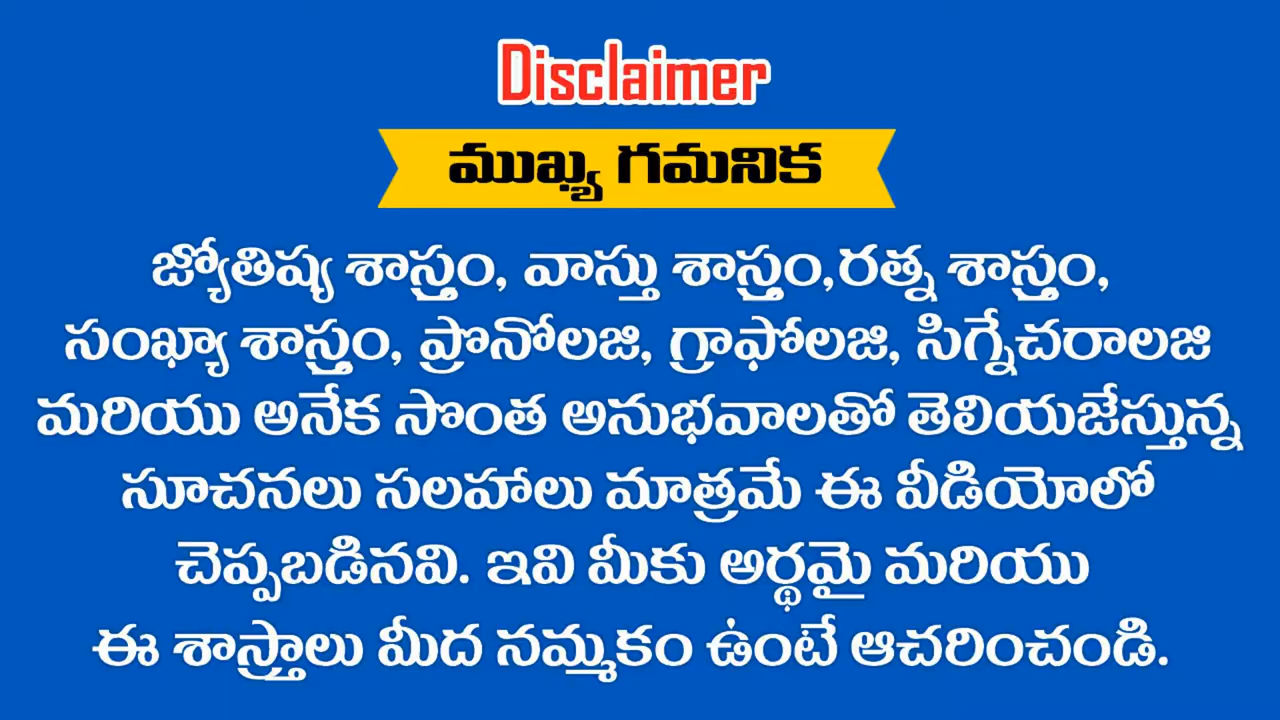 Disclaimer
ముఖ్య గమనిక
జ్యోతిష్య శాస్త్రం, వాస్తు శాస్త్రం,రత్న శాస్త్రం,
సంఖ్యా శాస్త్రం, ప్రొనోలజి, గ్రాఫోలజి, సిగ్నేచరాలజి
మరియు అనేక సొంత అనుభవాలతో తెలియజేస్తున్న
సూచనలు సలహాలు మాత్రమే ఈ వీడియోలో
చెప్పబడినవి. ఇవి మీకు అర్థమై మరియు
ఈ శాస్త్రాలు మీద నమ్మకం ఉంటే ఆచరించండి.